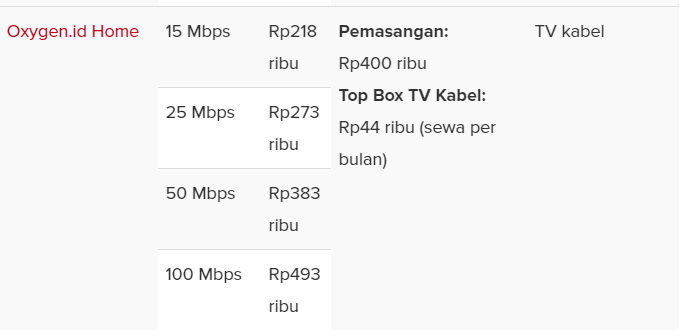 Oxygen.id Home
15 Mbps
Rp218
ribu
Pemasangan:
Rp400 ribu
Top Box TV Kabel:
Rp44 ribu (sewa per
bulan)
TV kabel
25 Mbps
Rp273
ribu
50 Mbps
Rp383
ribu
100 Mbps
Rp493
ribu